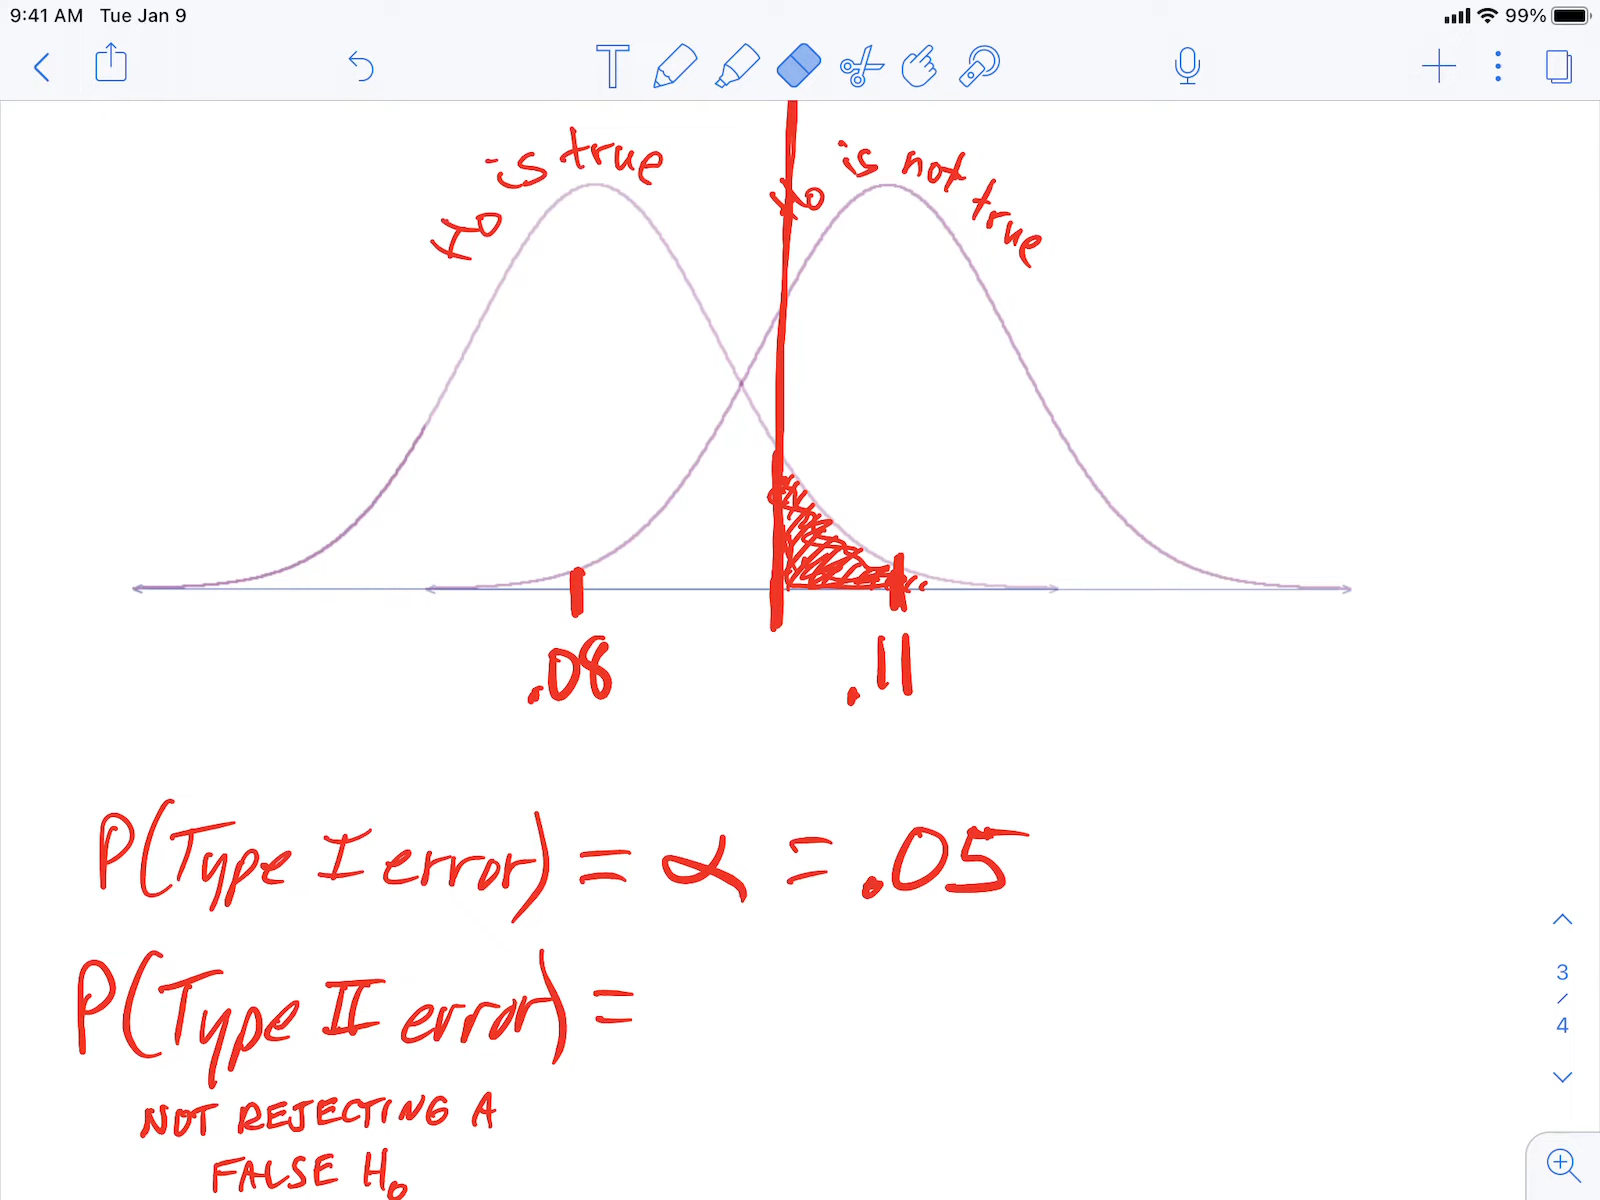 9:41 AM Tue Jan 9
99%
T
H₀ is true
H₀ is not true
.08
.11
P(Type I error) = α = .05
P(Type II error) =
NOT REJECTING A
FALSE H₀
3
/
4